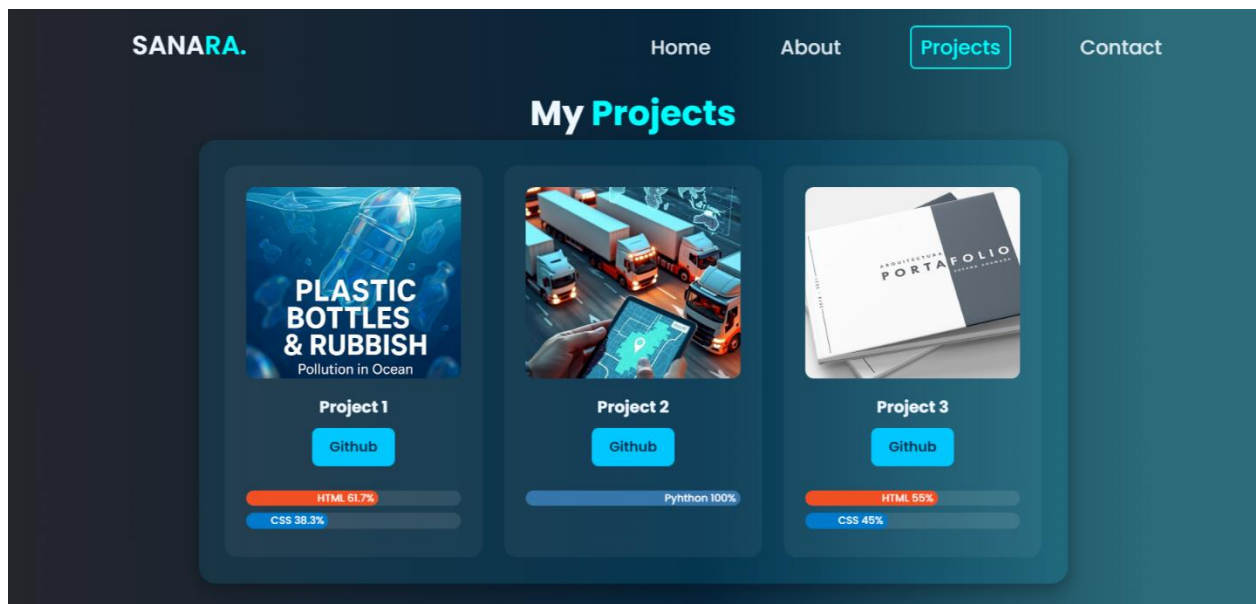 SANARA.
Home About Projects Contact
My Projects
PLASTIC
BOTTLES
& RUBBISH
Pollution in Ocean
ARQUITECTURA
PORTAFOLIO
Project 1
Project 2
Project 3
Github
Github
Github
HTML 61.7%
CSS 38.3%
Pyhthon 100%
HTML 55%
CSS 45%